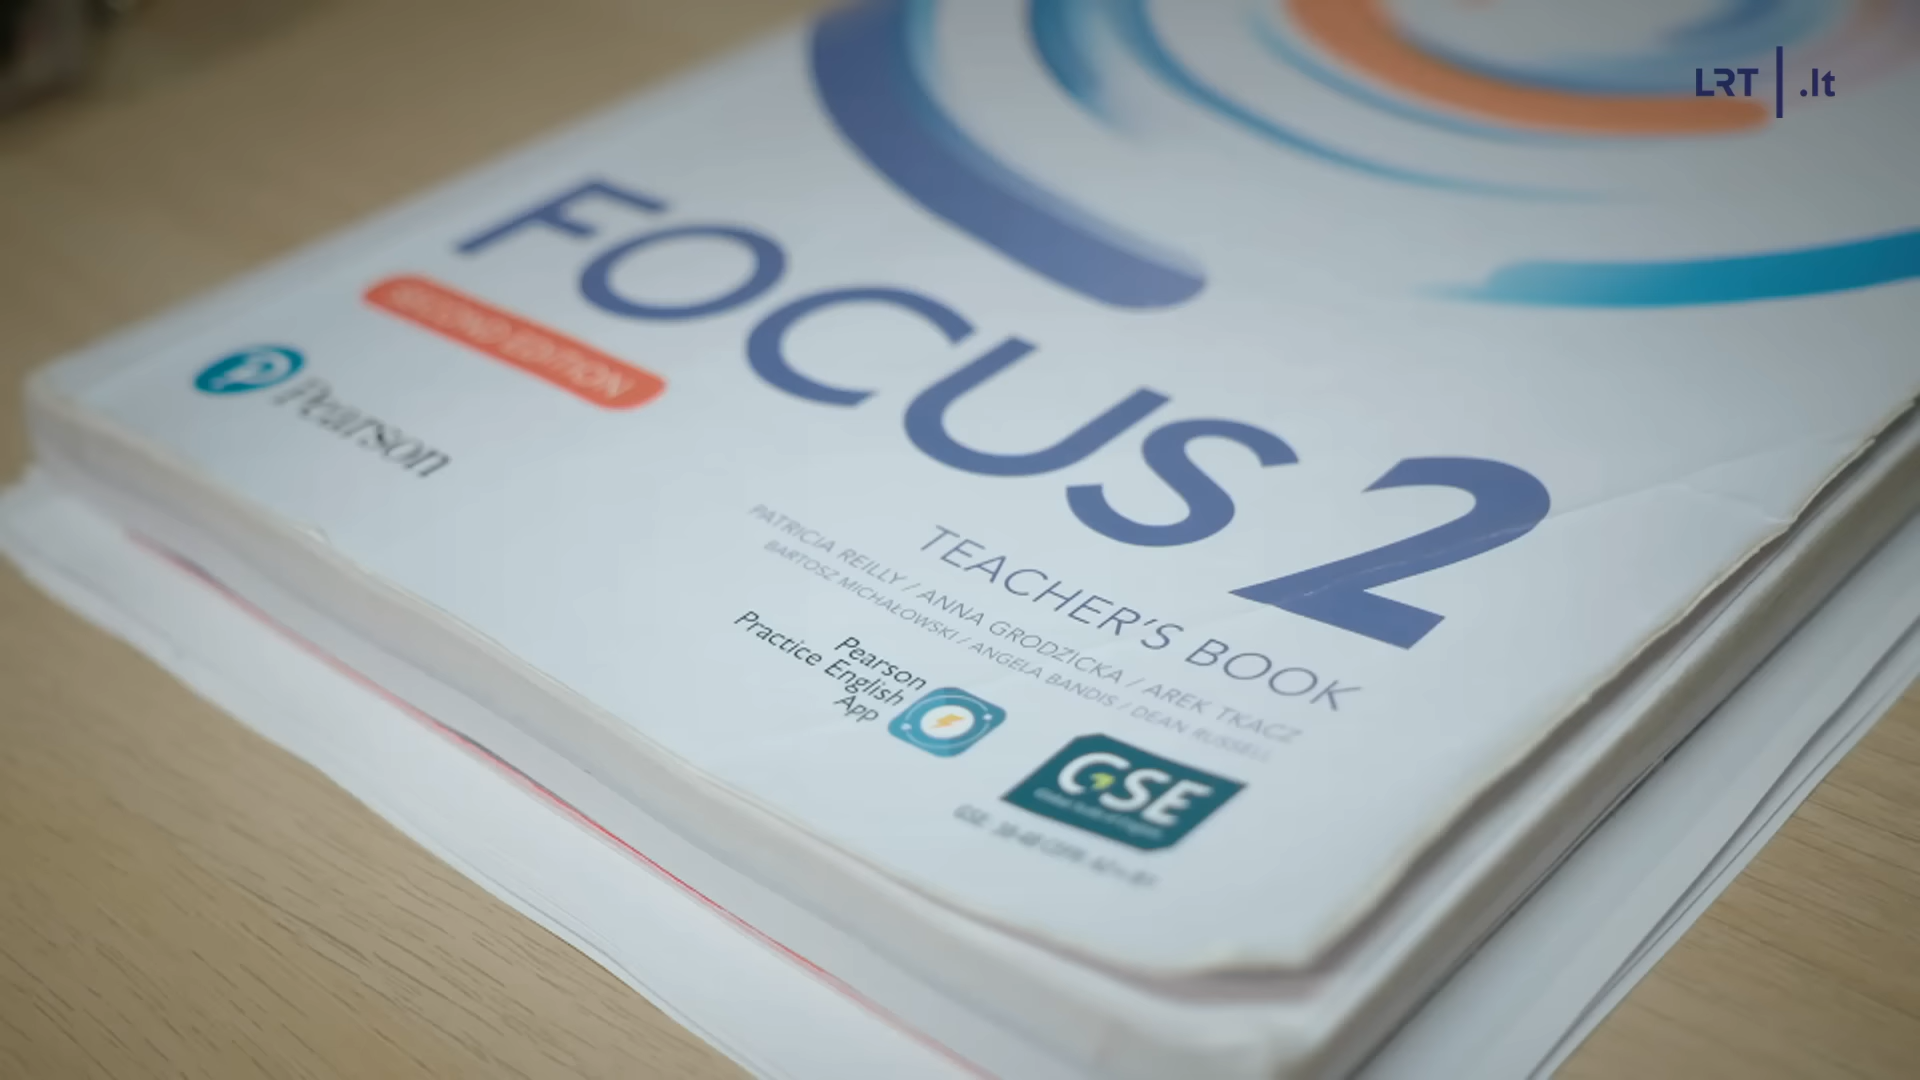 LRT .lt
FOCUS 2
SECOND EDITION
Pearson
TEACHER'S BOOK
PATRICIA REILLY / ANNA GRODZICKA / AREK TKACZ
BARTOSZ MICHAŁOWSKI / ANGELA BANDIS / DEAN RUSSELL
Pearson
Practice English
App
GSE